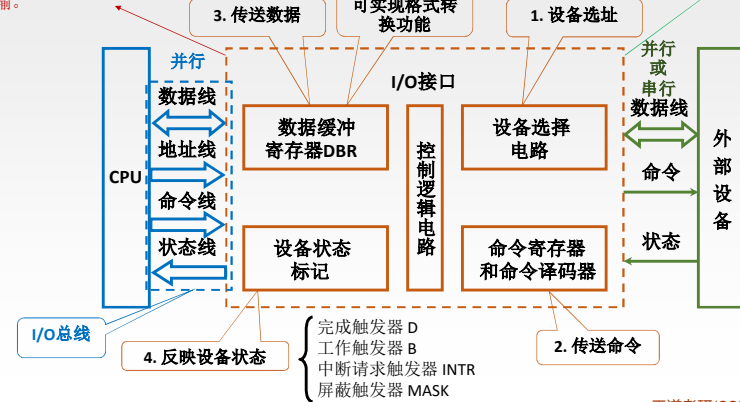 输。
3. 传送数据
可实现格式转
换功能
1. 设备选址
并行
I/O接口
并行
或
串行
数据线
数据线
数据缓冲
寄存器DBR
设备选择
电路
地址线
控制逻辑电路
外部设备
CPU
命令
命令线
状态线
设备状态
标记
命令寄存器
和命令译码器
状态
I/O总线
4. 反映设备状态
完成触发器 D
工作触发器 B
中断请求触发器 INTR
屏蔽触发器 MASK
2. 传送命令